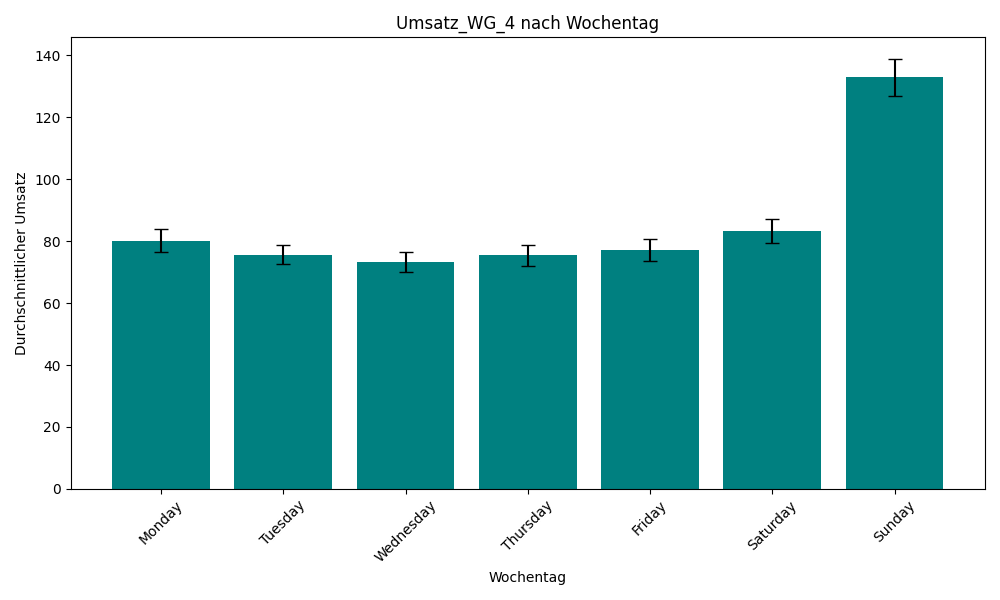 Umsatz_WG_4 nach Wochentag
Durchschnittlicher Umsatz
140
120
100
80
60
40
20
0
Monday
Tuesday
Wednesday
Thursday
Friday
Saturday
Sunday
Wochentag